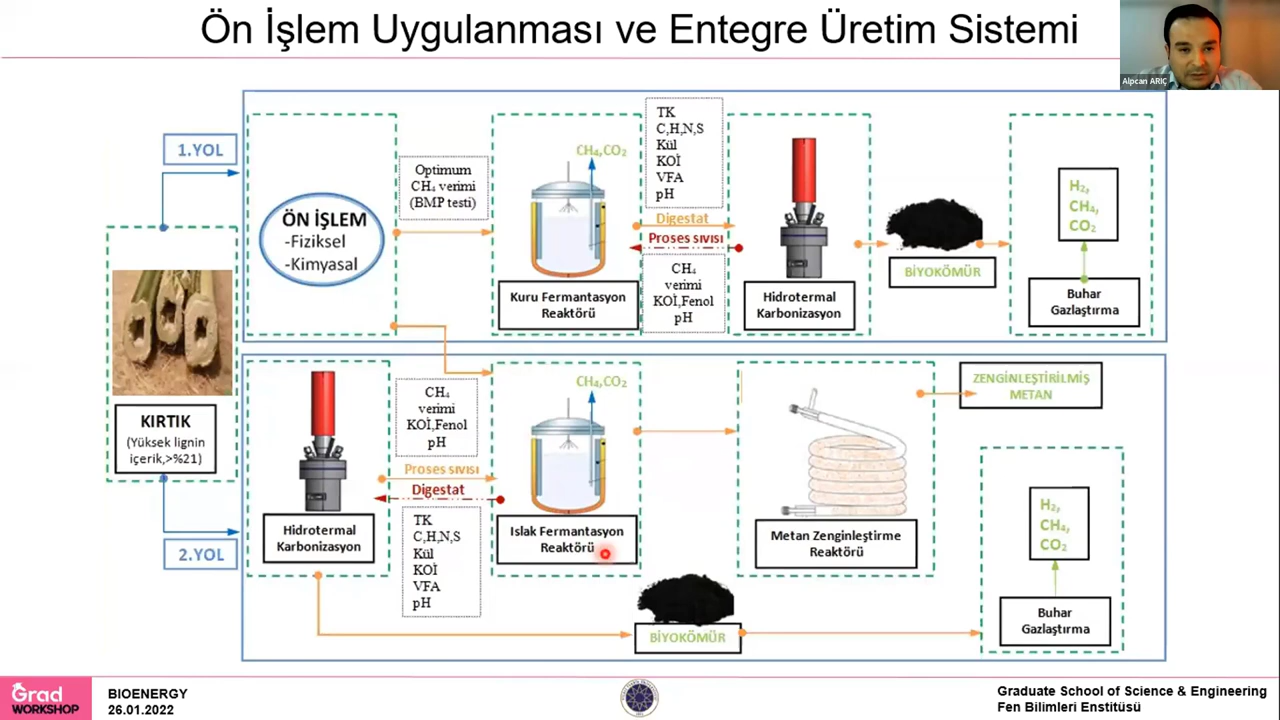 Ön İşlem Uygulanması ve Entegre Üretim Sistemi
Alpcan ARIÇ
1.YOL
ÖN İŞLEM
-Fiziksel
-Kimyasal
Optimum
CH₄ verimi
(BMP testi)
CH₄,CO₂
Kuru Fermantasyon
Reaktörü
TK
C,H,N,S
Kül
KOİ
VFA
pH
Digestat
Proses sıvısı
CH₄
verimi
KOİ,Fenol
pH
Hidrotermal
Karbonizasyon
BİYOKÖMÜR
H₂,
CH₄,
CO₂
Buhar
Gazlaştırma
KIRTIK
(Yüksek lignin
içerik,>%21)
2.YOL
Hidrotermal
Karbonizasyon
CH₄
verimi
KOİ,Fenol
pH
Proses sıvısı
Digestat
TK
C,H,N,S
Kül
KOİ
VFA
pH
CH₄,CO₂
Islak Fermantasyon
Reaktörü
Metan Zenginleştirme
Reaktörü
ZENGİNLEŞTİRİLMİŞ
METAN
BİYOKÖMÜR
H₂,
CH₄,
CO₂
Buhar
Gazlaştırma
Grad
WORKSHOP
BIOENERGY
26.01.2022
Graduate School of Science & Engineering
Fen Bilimleri Enstitüsü